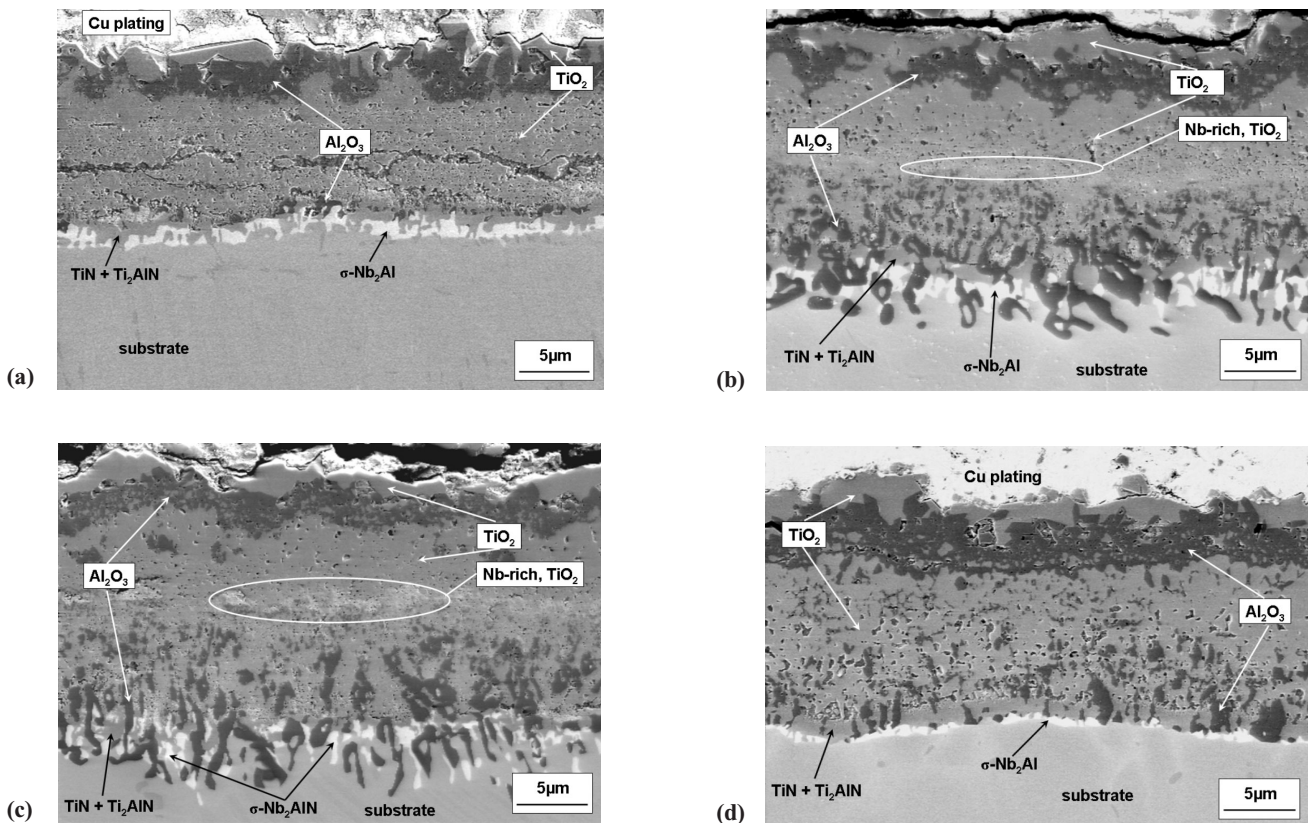 Cu plating
TiO2
Al2O3
TiN + Ti2AlN
σ-Nb2Al
substrate
5µm
(a)
TiO2
Nb-rich, TiO2
Al2O3
TiN + Ti2AlN
σ-Nb2Al
substrate
5µm
(b)
TiO2
Al2O3
Nb-rich, TiO2
TiN + Ti2AlN
σ-Nb2AlN
substrate
5µm
(c)
Cu plating
TiO2
Al2O3
σ-Nb2Al
TiN + Ti2AlN
substrate
5µm
(d)